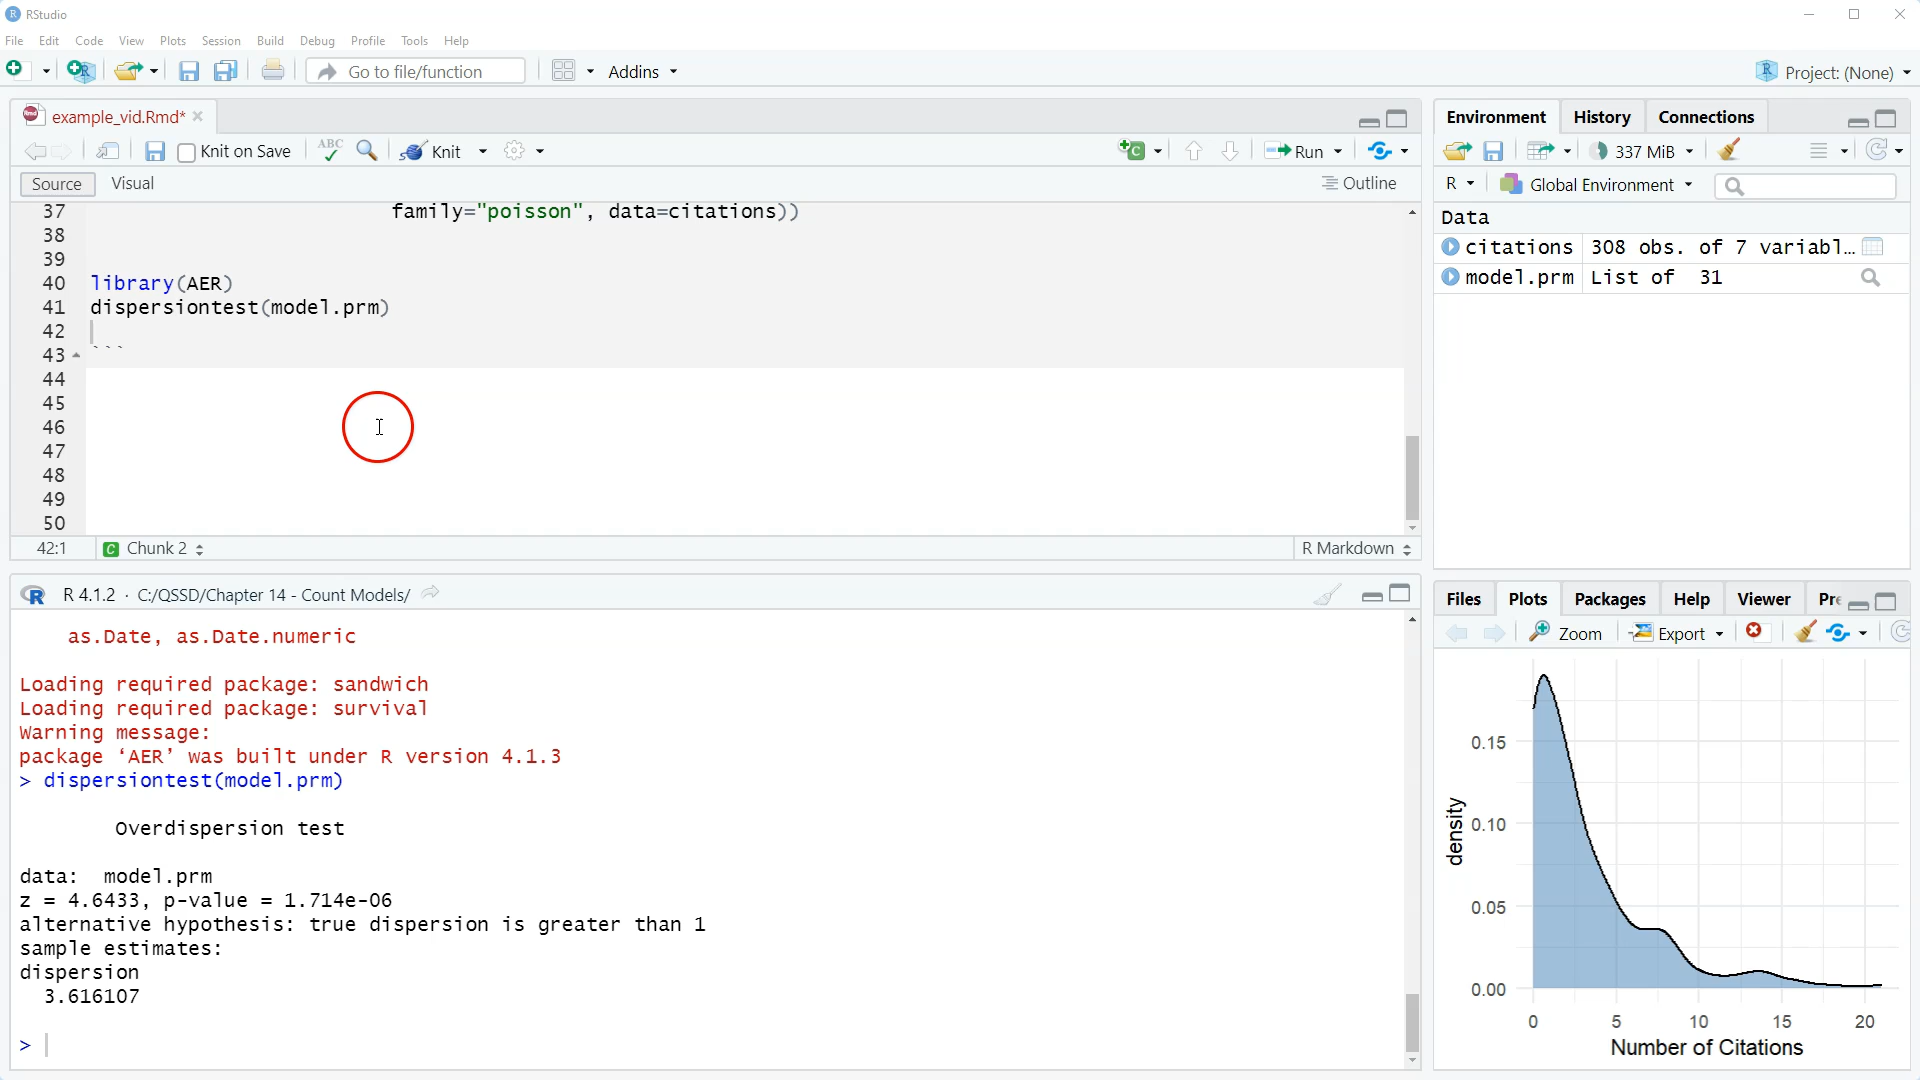 RStudio
File Edit Code View Plots Session Build Debug Profile Tools Help
Go to file/function Addins Project: (None)
example_vid.Rmd*
Knit on Save ABC Knit Run
Source Visual Outline
37 family="poisson", data=citations))
38
39
40 library(AER)
41 dispersiontest(model.prm)
42
43 ```
44
45
46
47
48
49
50
42:1 Chunk 2 R Markdown
R 4.1.2 · C:/QSSD/Chapter 14 - Count Models/
as.Date, as.Date.numeric
Loading required package: sandwich
Loading required package: survival
Warning message:
package ‘AER’ was built under R version 4.1.3
> dispersiontest(model.prm)
Overdispersion test
data: model.prm
z = 4.6433, p-value = 1.714e-06
alternative hypothesis: true dispersion is greater than 1
sample estimates:
dispersion
3.616107
>
Environment History Connections
337 MiB
R Global Environment
Data
citations 308 obs. of 7 variabl...
model.prm List of 31
Files Plots Packages Help Viewer Pre
Zoom Export
density
0.15
0.10
0.05
0.00
0 5 10 15 20
Number of Citations